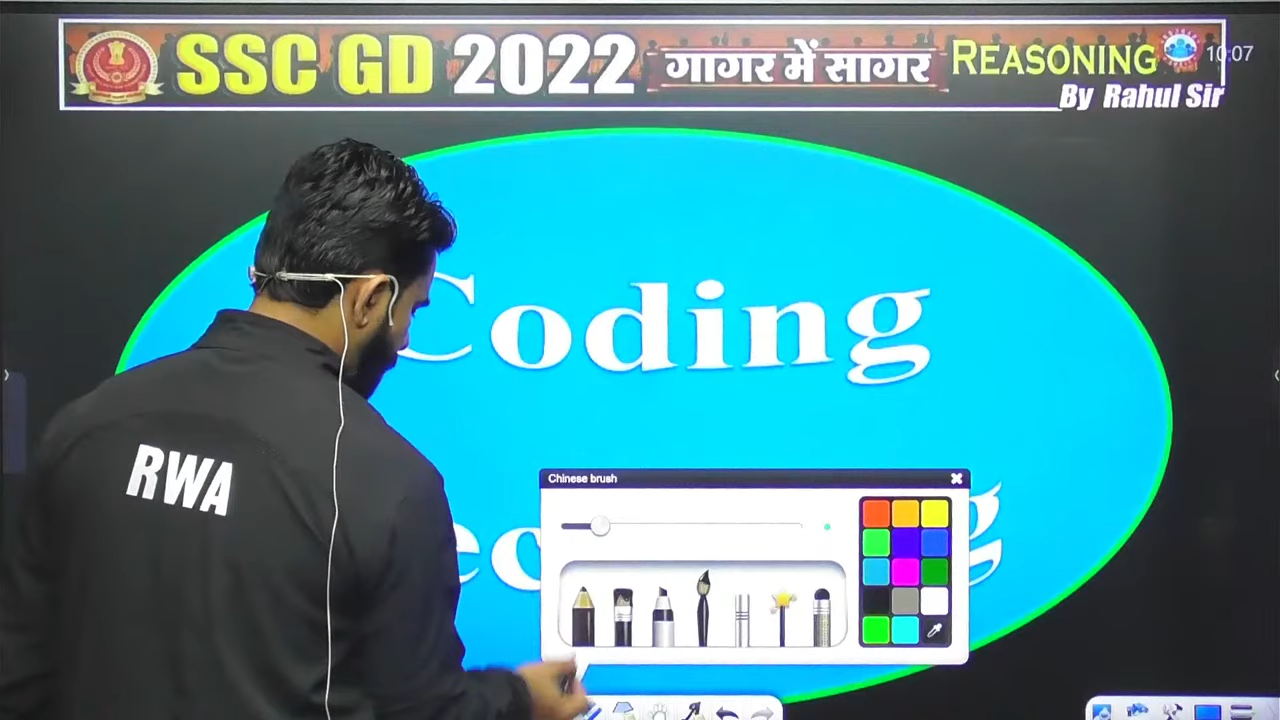 SSC GD 2022 गागर में सागर REASONING 10:07
By Rahul Sir
Coding
RWA
Chinese brush